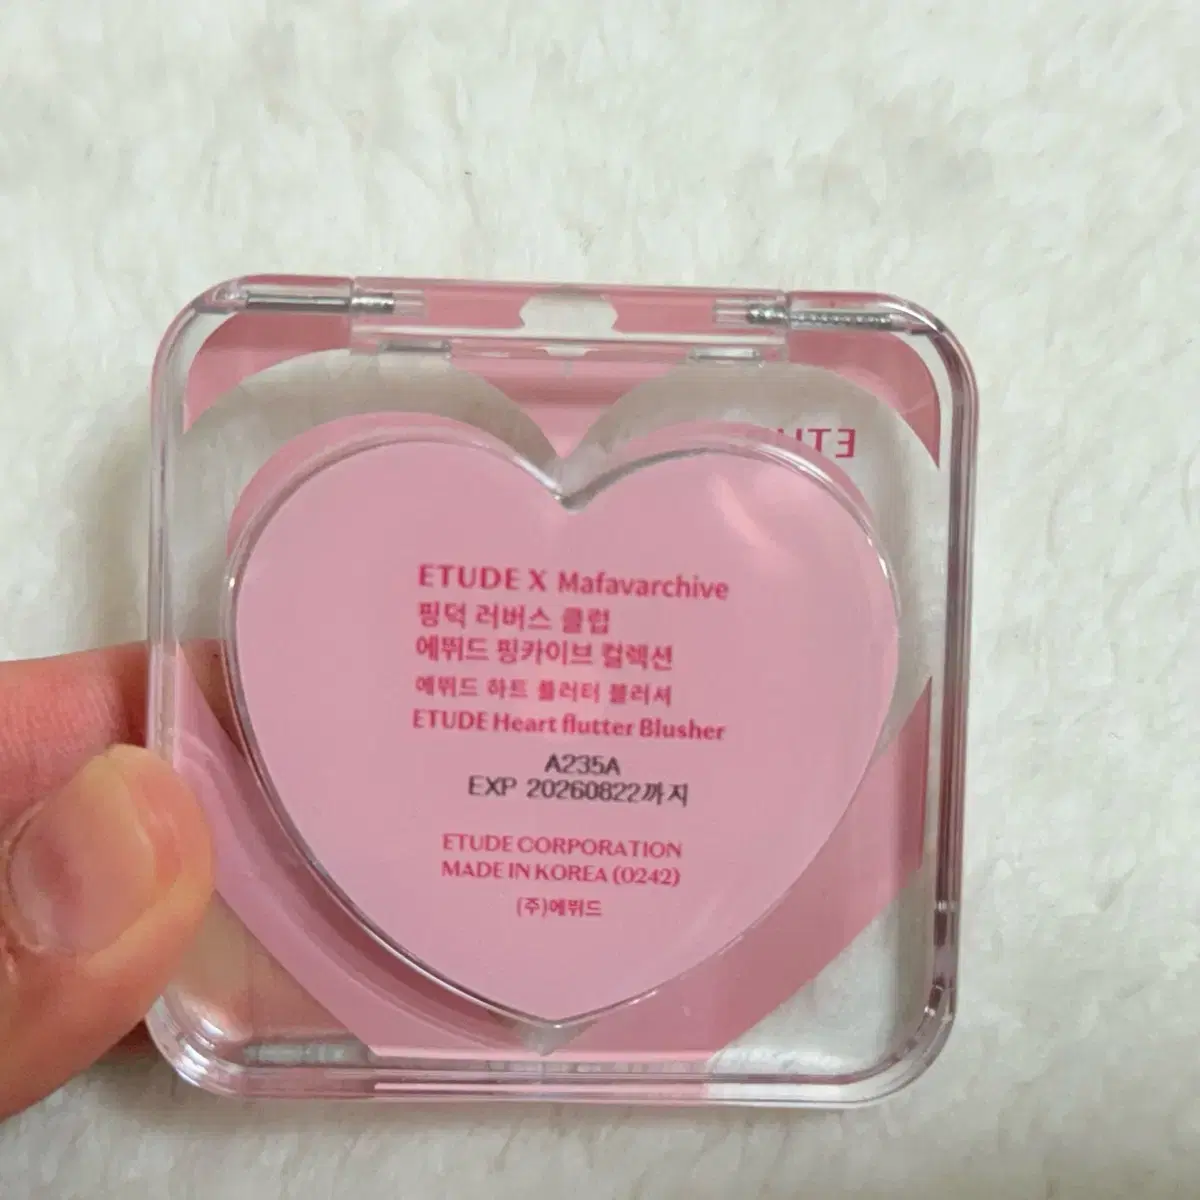 ETUDE X Mafavarchive
핑덕 러버스 클럽
에뛰드 핑카이브 컬렉션
에뛰드 하트 플러터 블러셔
ETUDE Heart flutter Blusher
A235A
EXP 20260822까지
ETUDE CORPORATION
MADE IN KOREA (0242)
(주)에뛰드